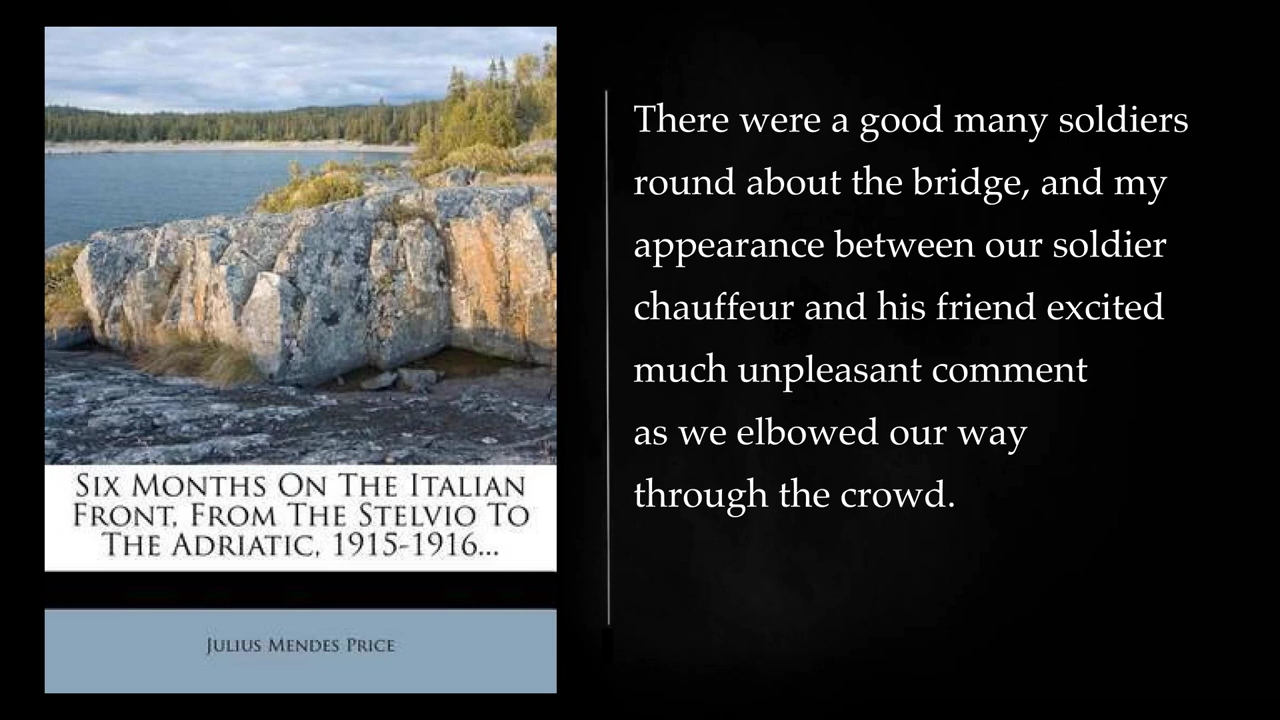 SIX MONTHS ON THE ITALIAN
FRONT, FROM THE STELVIO TO
THE ADRIATIC, 1915-1916...
JULIUS MENDES PRICE
There were a good many soldiers
round about the bridge, and my
appearance between our soldier
chauffeur and his friend excited
much unpleasant comment
as we elbowed our way
through the crowd.